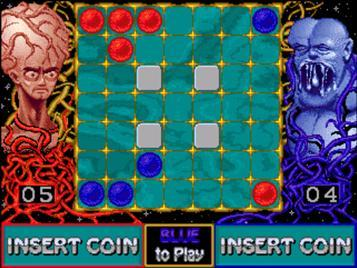 05
04
INSERT COIN
BLUE
to Play
INSERT COIN